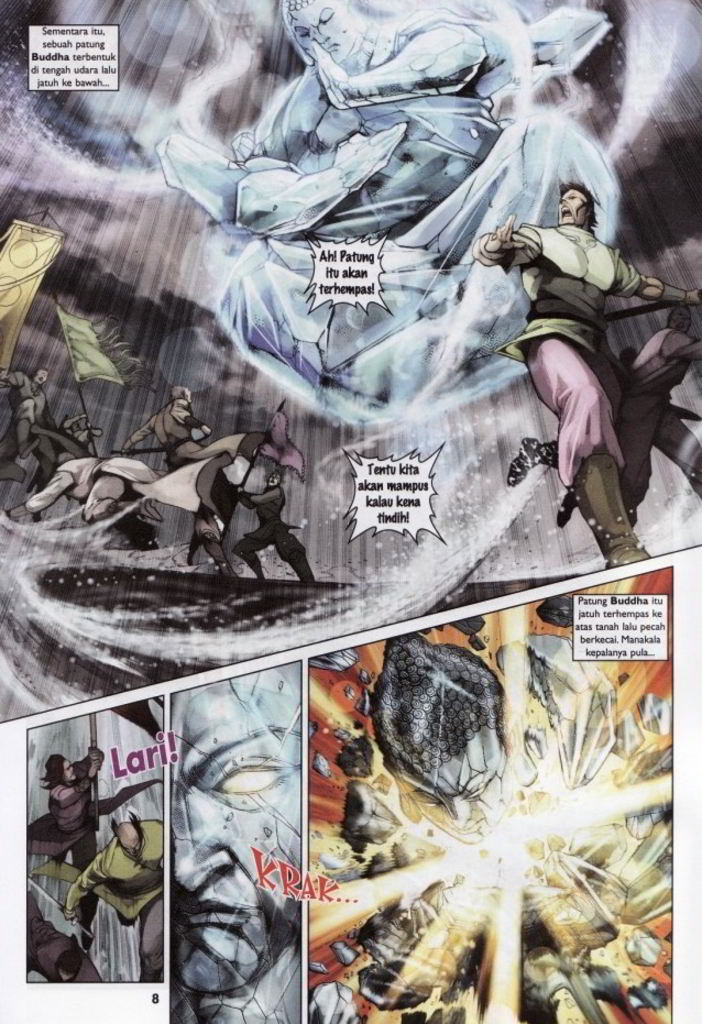 Sementara itu,
sebuah patung
Buddha terbentuk
di tengah udara lalu
jatuh ke bawah...
Ah! Patung
itu akan
terhempas!
Tentu kita
akan mampus
kalau kena
tindih!
Patung Buddha itu
jatuh terhempas ke
atas tanah lalu pecah
berkecai. Manakala
kepalanya pula...
Lari!
KRAK...
8